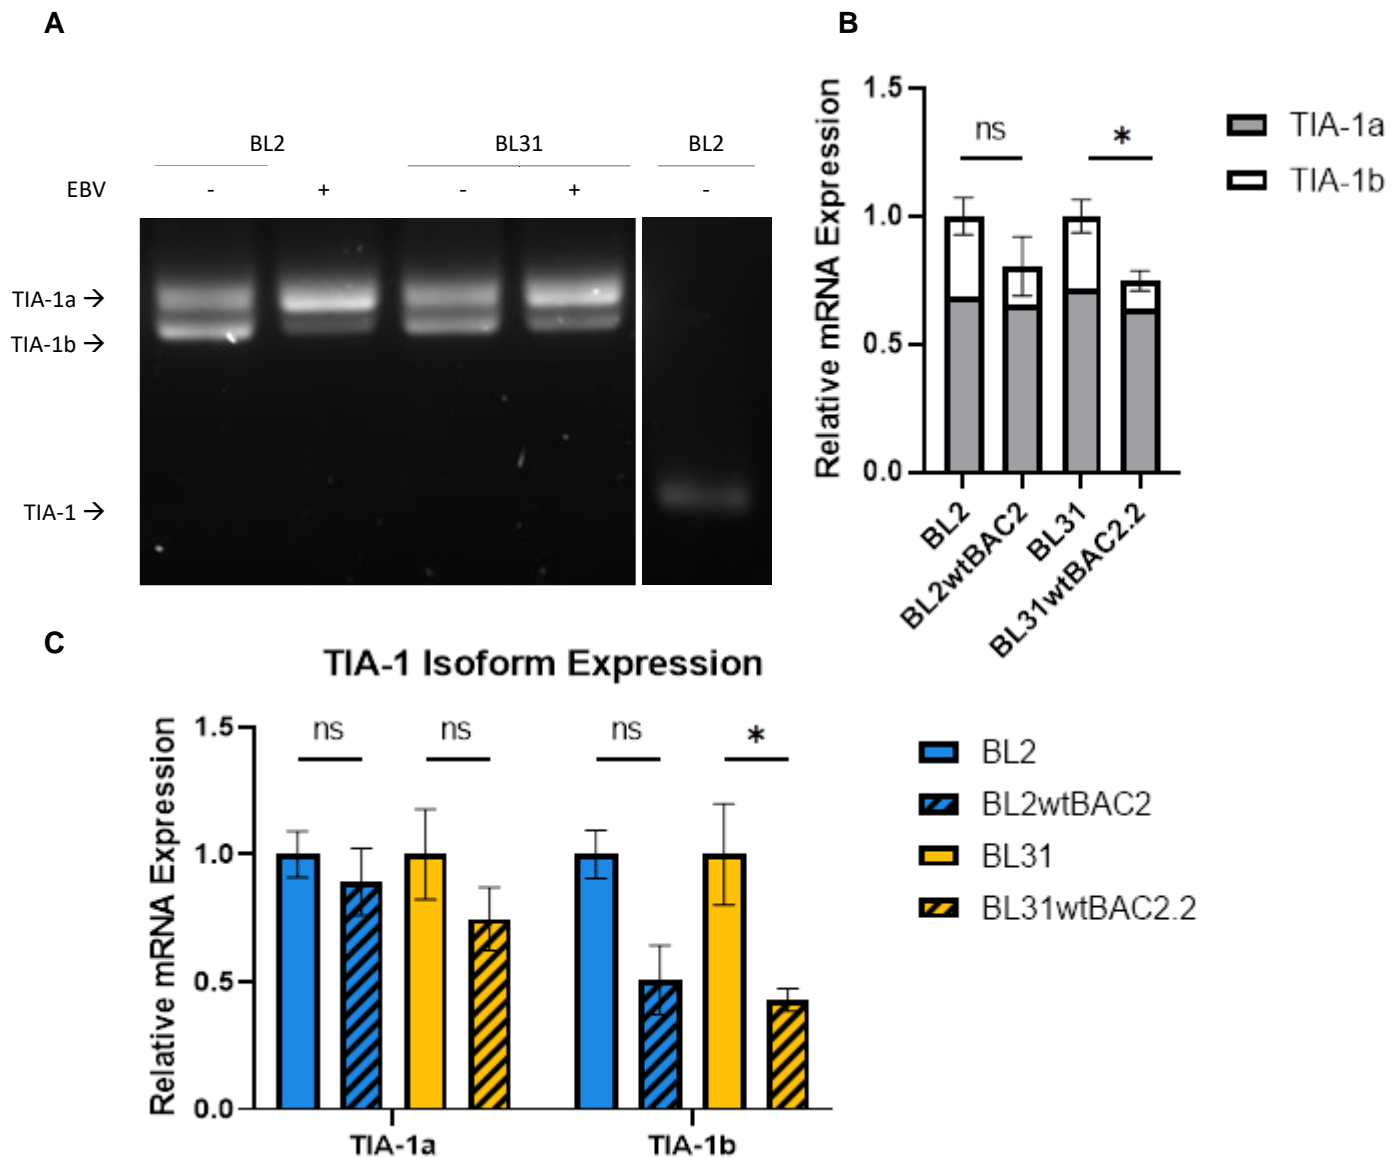 A
BL2 BL31 BL2
EBV - + - + -
TIA-1a →
TIA-1b →
TIA-1 →
B
Relative mRNA Expression
1.5
1.0
0.5
0.0
ns *
BL2 BL2wtBAC2 BL31 BL31wtBAC2.2
TIA-1a
TIA-1b
C
TIA-1 Isoform Expression
Relative mRNA Expression
1.5
1.0
0.5
0.0
ns ns ns *
TIA-1a TIA-1b
BL2
BL2wtBAC2
BL31
BL31wtBAC2.2